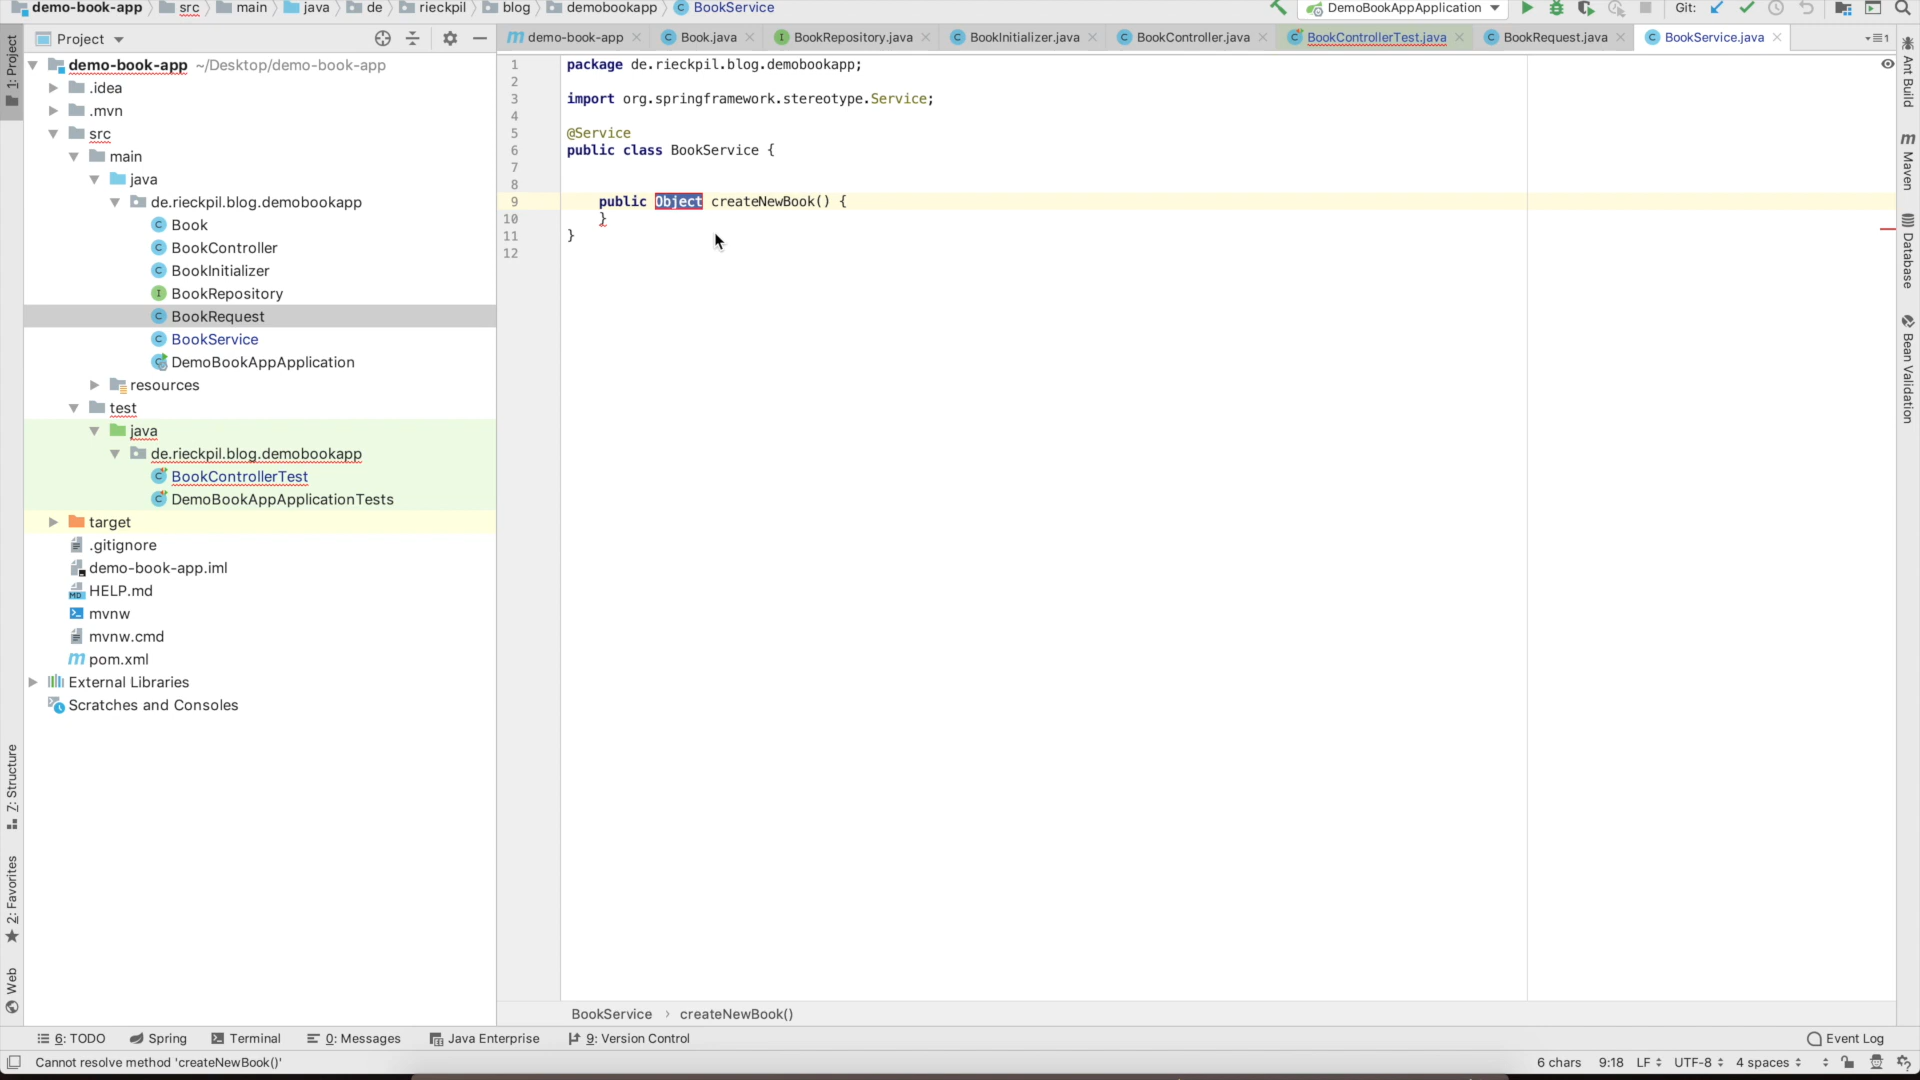 demo-book-app src main java de rieckpil blog demobookapp BookService DemoBookAppApplication Git:
1: Project
Project
demo-book-app Book.java BookRepository.java BookInitializer.java BookController.java BookControllerTest.java BookRequest.java BookService.java 1
demo-book-app ~/Desktop/demo-book-app
.idea
.mvn
src
main
java
de.rieckpil.blog.demobookapp
Book
BookController
BookInitializer
BookRepository
BookRequest
BookService
DemoBookAppApplication
resources
test
java
de.rieckpil.blog.demobookapp
BookControllerTest
DemoBookAppApplicationTests
target
.gitignore
demo-book-app.iml
HELP.md
mvnw
mvnw.cmd
pom.xml
External Libraries
Scratches and Consoles
1 package de.rieckpil.blog.demobookapp;
2
3 import org.springframework.stereotype.Service;
4
5 @Service
6 public class BookService {
7
8
9 public Object createNewBook() {
10 }
11 }
12
Ant Build
Maven
Database
Bean Validation
Z: Structure
2: Favorites
Web
BookService › createNewBook()
6: TODO Spring Terminal 0: Messages Java Enterprise 9: Version Control Event Log
Cannot resolve method 'createNewBook()' 6 chars 9:18 LF UTF-8 4 spaces